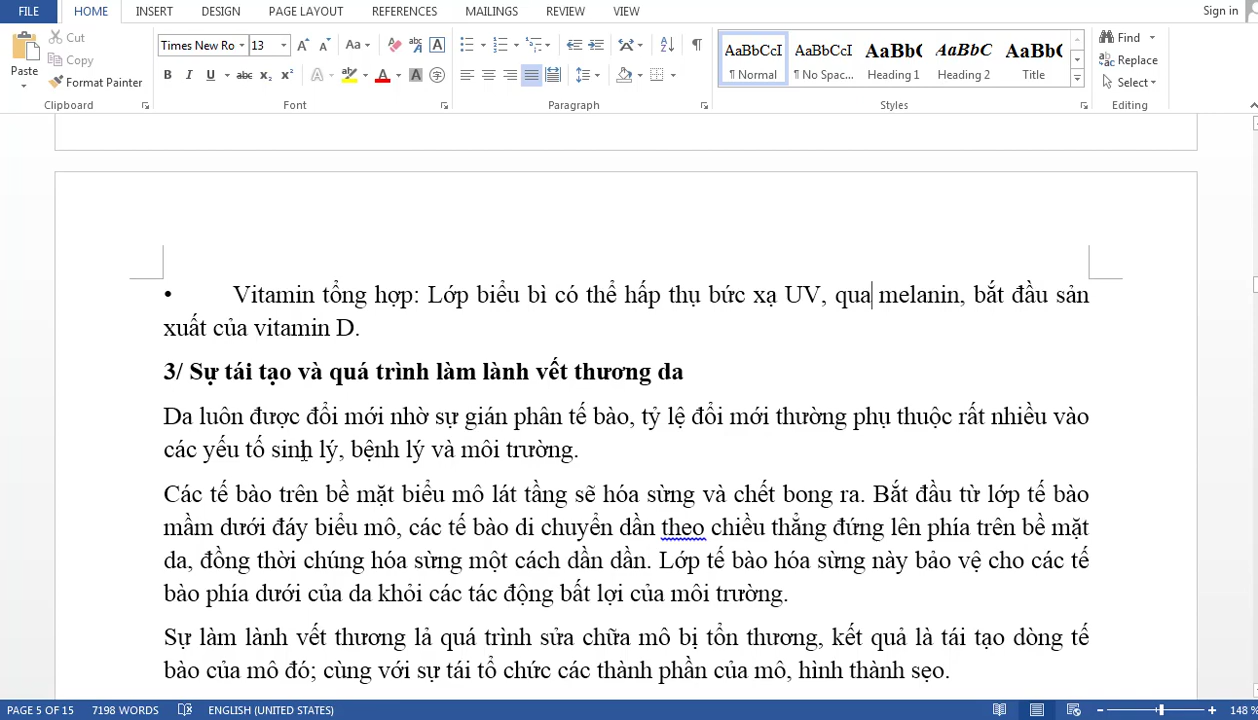 FILE HOME INSERT DESIGN PAGE LAYOUT REFERENCES MAILINGS REVIEW VIEW Sign in
Cut Times New Ro 13 Aa A AaBbCcI AaBbCcI AaBbC AaBbC AaBb( Find
Copy Replace
Paste Format Painter B I U abc X₂ X² A A ¶ Normal ¶ No Spac... Heading 1 Heading 2 Title Select
Clipboard Font Paragraph Styles Editing
• Vitamin tổng hợp: Lớp biểu bì có thể hấp thụ bức xạ UV, qua melanin, bắt đầu sản
xuất của vitamin D.
3/ Sự tái tạo và quá trình làm lành vết thương da
Da luôn được đổi mới nhờ sự gián phân tế bào, tỷ lệ đổi mới thường phụ thuộc rất nhiều vào
các yếu tố sinh lý, bệnh lý và môi trường.
Các tế bào trên bề mặt biểu mô lát tầng sẽ hóa sừng và chết bong ra. Bắt đầu từ lớp tế bào
mầm dưới đáy biểu mô, các tế bào di chuyển dần theo chiều thẳng đứng lên phía trên bề mặt
da, đồng thời chúng hóa sừng một cách dần dần. Lớp tế bào hóa sừng này bảo vệ cho các tế
bào phía dưới của da khỏi các tác động bất lợi của môi trường.
Sự làm lành vết thương lả quá trình sửa chữa mô bị tổn thương, kết quả là tái tạo dòng tế
bào của mô đó; cùng với sự tái tổ chức các thành phần của mô, hình thành sẹo.
PAGE 5 OF 15 7198 WORDS ENGLISH (UNITED STATES) 148 %